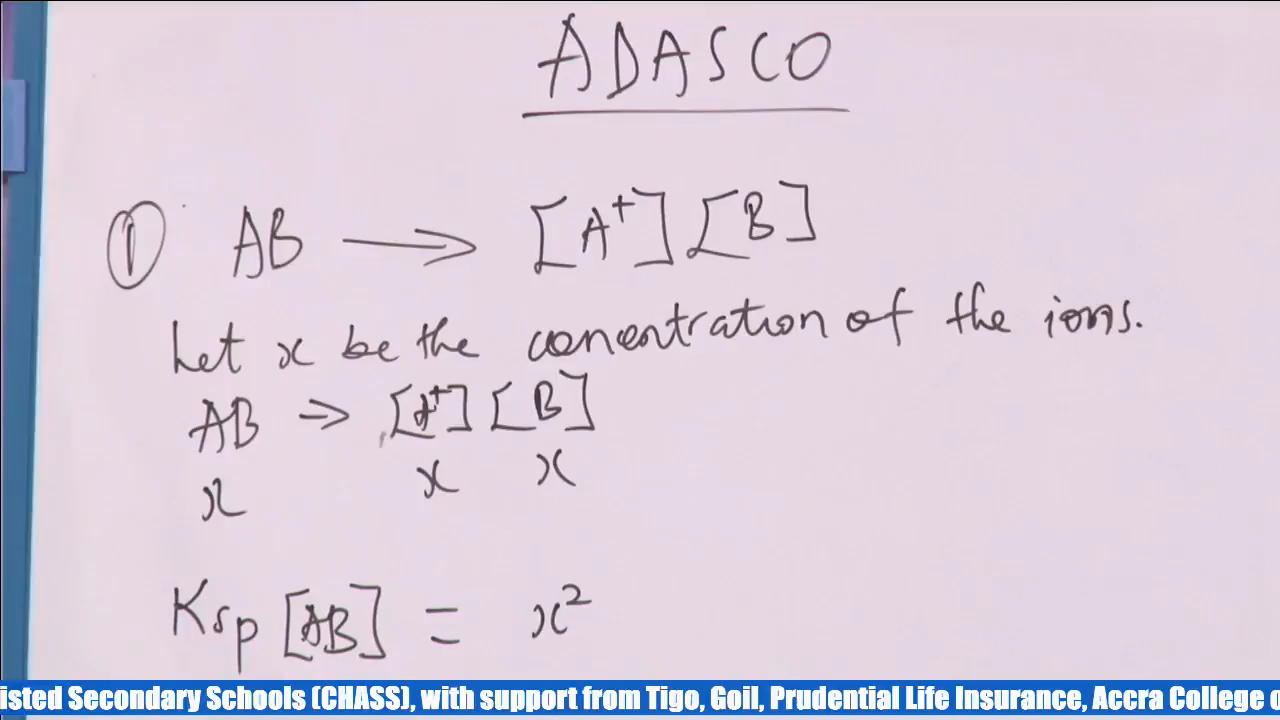 ADASCO
① AB → [A⁺] [B]
Let x be the concentration of the ions.
AB → [A⁺] [B]
x x x
Ksp [AB] = x²
isted Secondary Schools (CHASS), with support from Tigo, Goil, Prudential Life Insurance, Accra College o